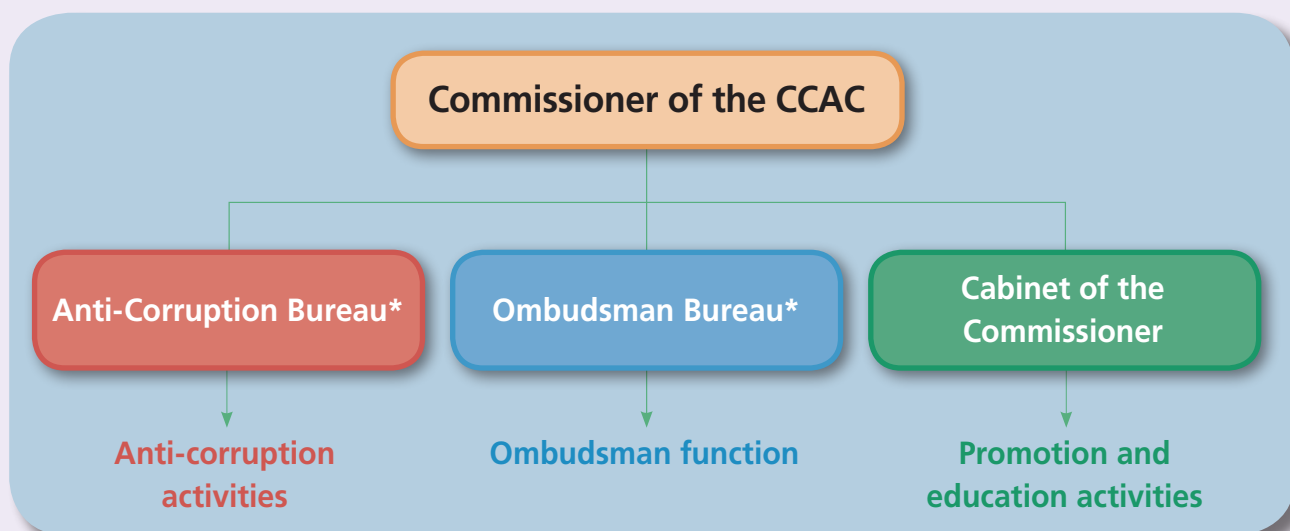 Commissioner of the CCAC
Anti-Corruption Bureau*
Ombudsman Bureau*
Cabinet of the
Commissioner
Anti-corruption
activities
Ombudsman function
Promotion and
education activities